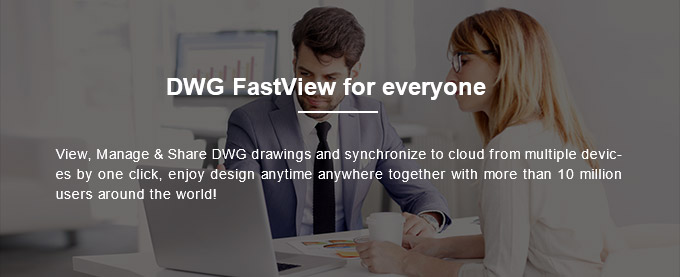 DWG FastView for everyone
View, Manage & Share DWG drawings and synchronize to cloud from multiple devic-
es by one click, enjoy design anytime anywhere together with more than 10 million
users around the world!